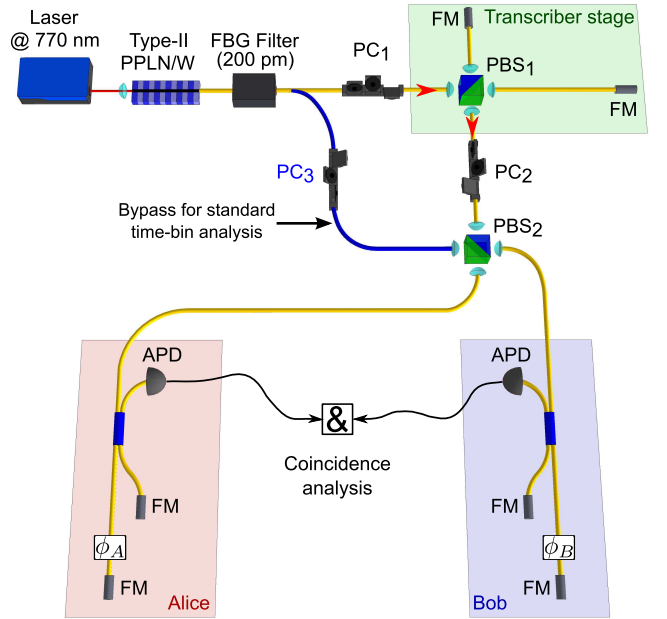 Laser
@ 770 nm
Type-II
PPLN/W
FBG Filter
(200 pm)
PC1
FM
Transcriber stage
PBS1
FM
PC3
PC2
Bypass for standard
time-bin analysis
PBS2
APD
APD
&
Coincidence
analysis
FM
FM
ϕA
ϕB
FM
FM
Alice
Bob